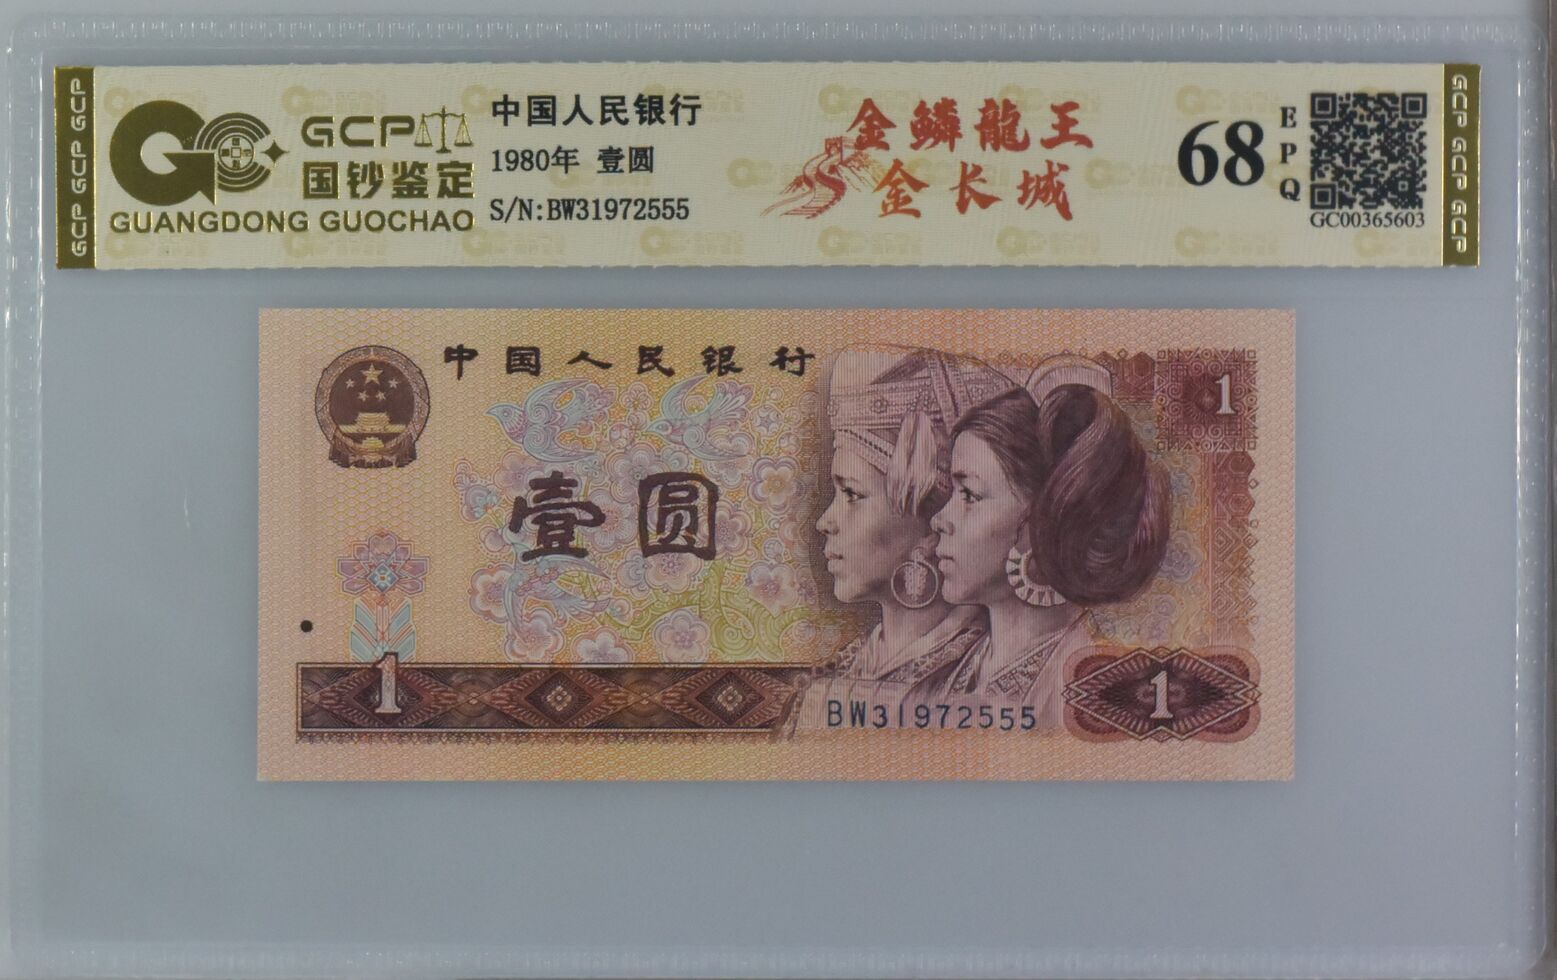 GCP GCP GCP
GCP
国钞鉴定
GUANGDONG GUOCHAO
中国人民银行
1980年 壹圆
S/N:BW31972555
金鳞龍王
金长城
68
EPQ
GC00365603
GCP GCP GCP
中国人民银行
1
壹圆
1
BW31972555
1